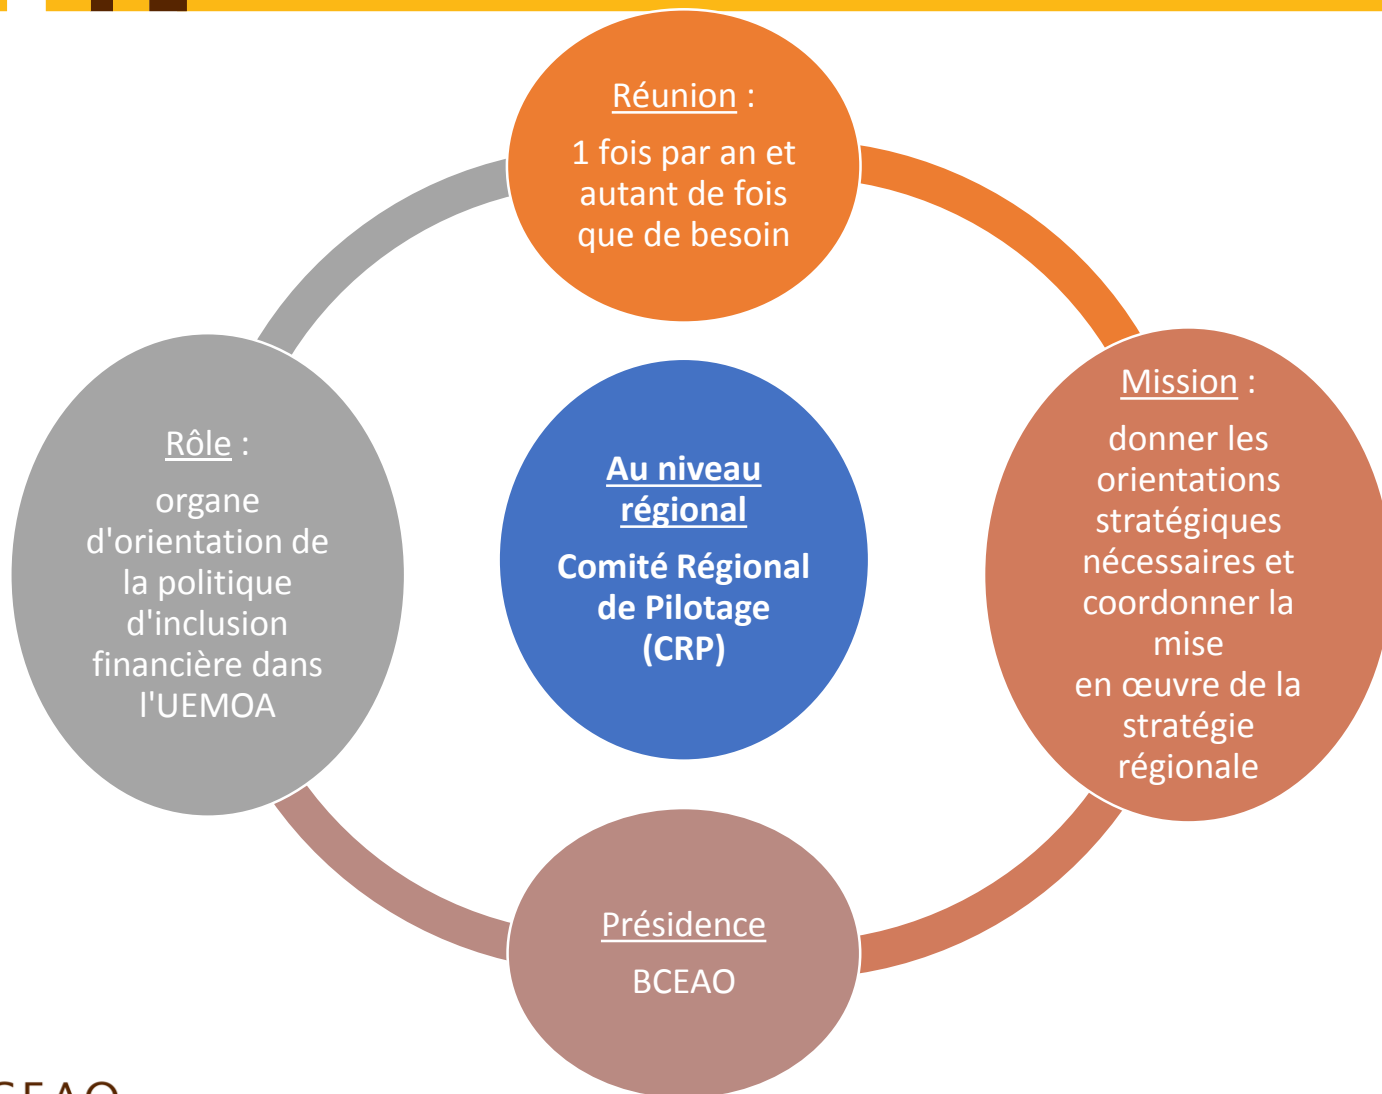 Réunion :
1 fois par an et
autant de fois
que de besoin
Mission :
donner les
orientations
stratégiques
nécessaires et
coordonner la
mise
en œuvre de la
stratégie
régionale
Présidence
BCEAO
Rôle :
organe
d'orientation de
la politique
d'inclusion
financière dans
l'UEMOA
Au niveau
régional
Comité Régional
de Pilotage
(CRP)